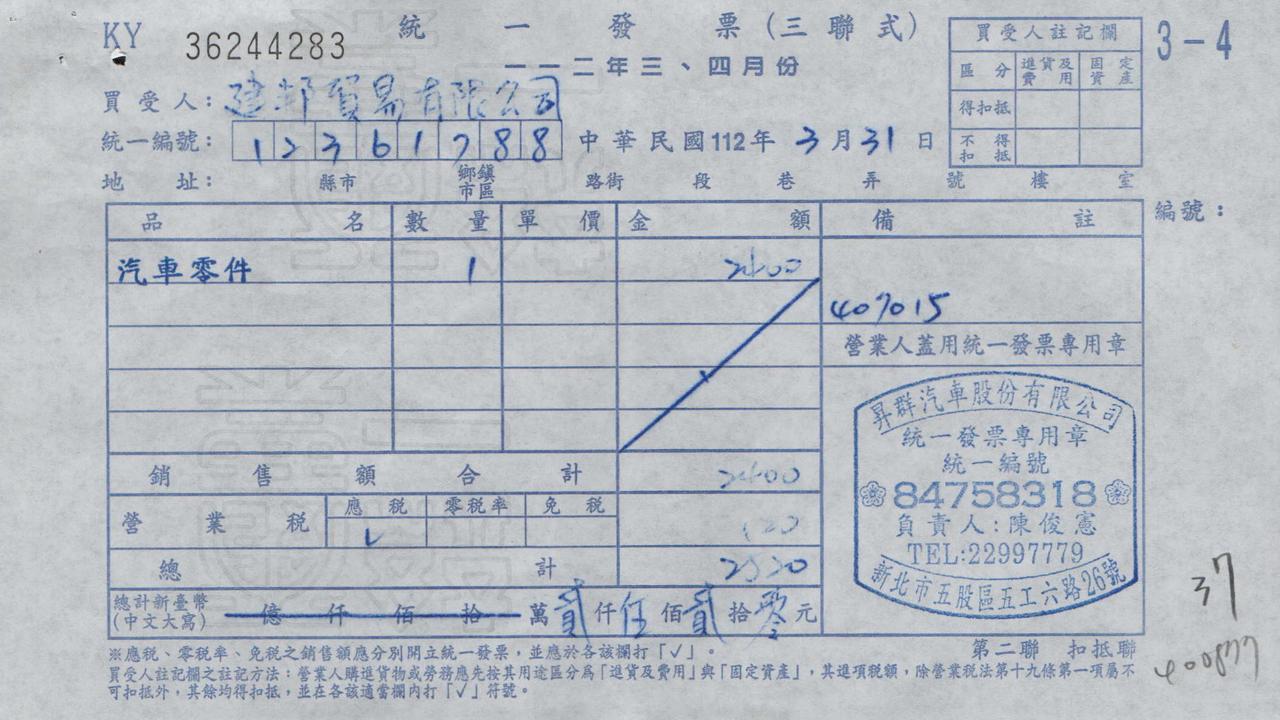 KY 36244283
統一發票(三聯式)
一一二年三、四月份
3-4
買受人註記欄
區分 進貨及費用 固定資產
得扣抵
不得扣抵
買受人:建邦貿易有限公司
統一編號:12361788 中華民國112年3月31日
地址: 縣市 鄉鎮市區 路街 段 巷 弄 號 樓 室
品名 數量 單價 金額 備註
編號:
汽車零件 1 2400
407015
營業人蓋用統一發票專用章
昇群汽車股份有限公司
統一發票專用章
統一編號
84758318
負責人:陳俊憲
TEL:22997779
新北市五股區五工六路26號
銷售額合計 2400
營業稅 應稅 零稅率 免稅
✓ 120
總計 2520
總計新臺幣(中文大寫) 億仟佰拾萬貳仟伍佰貳拾零元
37
※應稅、零稅率、免稅之銷售額應分別開立統一發票,並應於各該欄打「✓」。
第二聯 扣抵聯
400877
買受人註記欄之註記方法:營業人購進貨物或勞務應先按其用途區分為「進貨及費用」與「固定資產」,其進項稅額,除營業稅法第十九條第一項屬不
可扣抵外,其餘均得扣抵,並在各該適當欄內打「✓」符號。